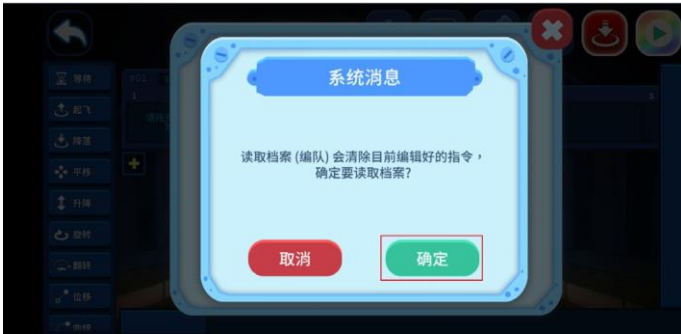 系统消息
读取档案 (编队) 会清除目前编辑好的指令，
确定要读取档案?
取消
确定
等待
起飞
降落
平移
升降
旋转
翻转
位移
#01
1